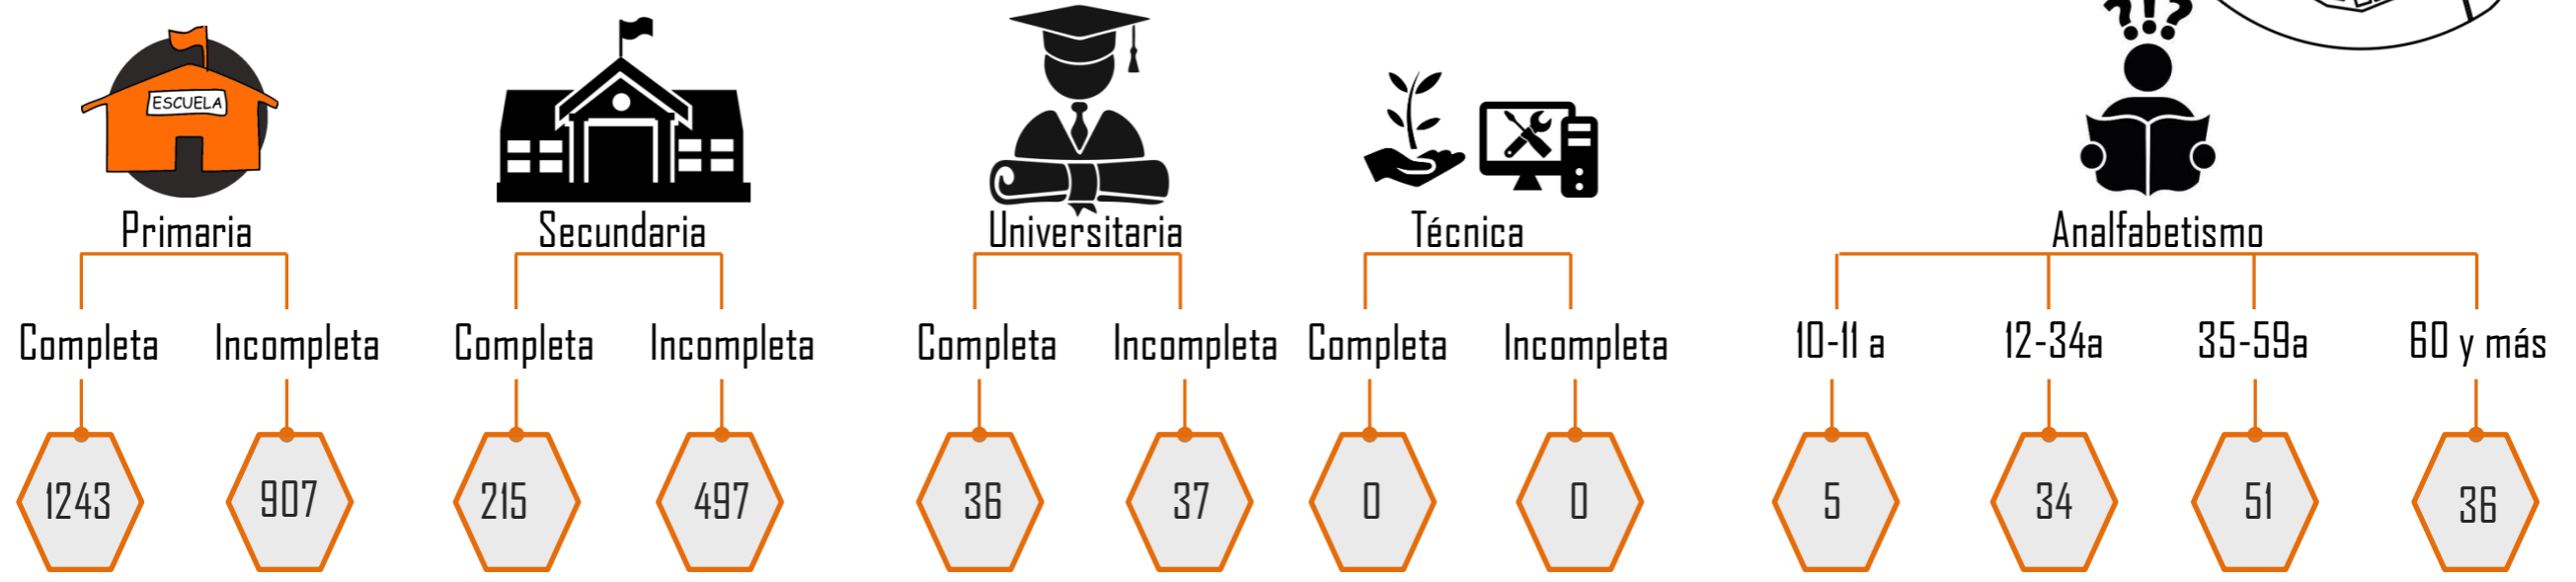 ???
ESCUELA
Primaria
Secundaria
Universitaria
Técnica
Analfabetismo
Completa
Incompleta
Completa
Incompleta
Completa
Incompleta
Completa
Incompleta
10-11 a
12-34a
35-59a
60 y más
1243
907
215
497
36
37
0
0
5
34
51
36